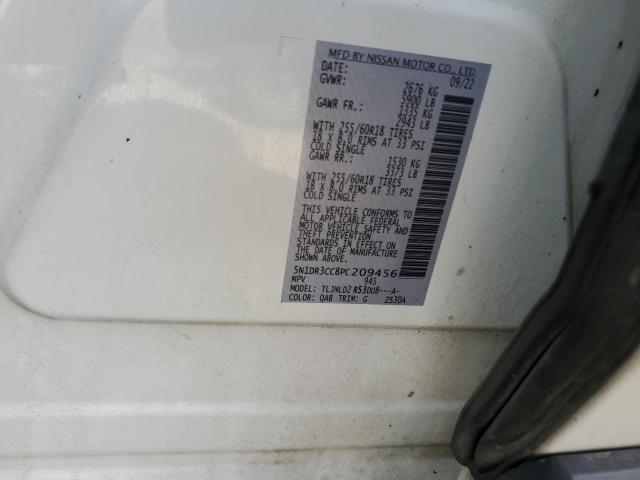 MFD BY NISSAN MOTOR CO., LTD.
DATE: 09/22
GVWR: 2676 KG
5900 LB
GAWR FR.: 1335 KG
2943 LB
WITH 255/60R18 TIRES
18 X 8.0 RIMS AT 33 PSI
COLD SINGLE
GAWR RR.: 1530 KG
3373 LB
WITH 255/60R18 TIRES
18 X 8.0 RIMS AT 33 PSI
COLD SINGLE
THIS VEHICLE CONFORMS TO
ALL APPLICABLE FEDERAL
MOTOR VEHICLE SAFETY AND
THEFT PREVENTION
STANDARDS IN EFFECT ON
THE DATE OF MANUFACTURE
5N1DR3CC8PC209456
MPV 945
MODEL: TLJNLD2 R53DU8---A-
COLOR: QAB TRIM: G 2S30A